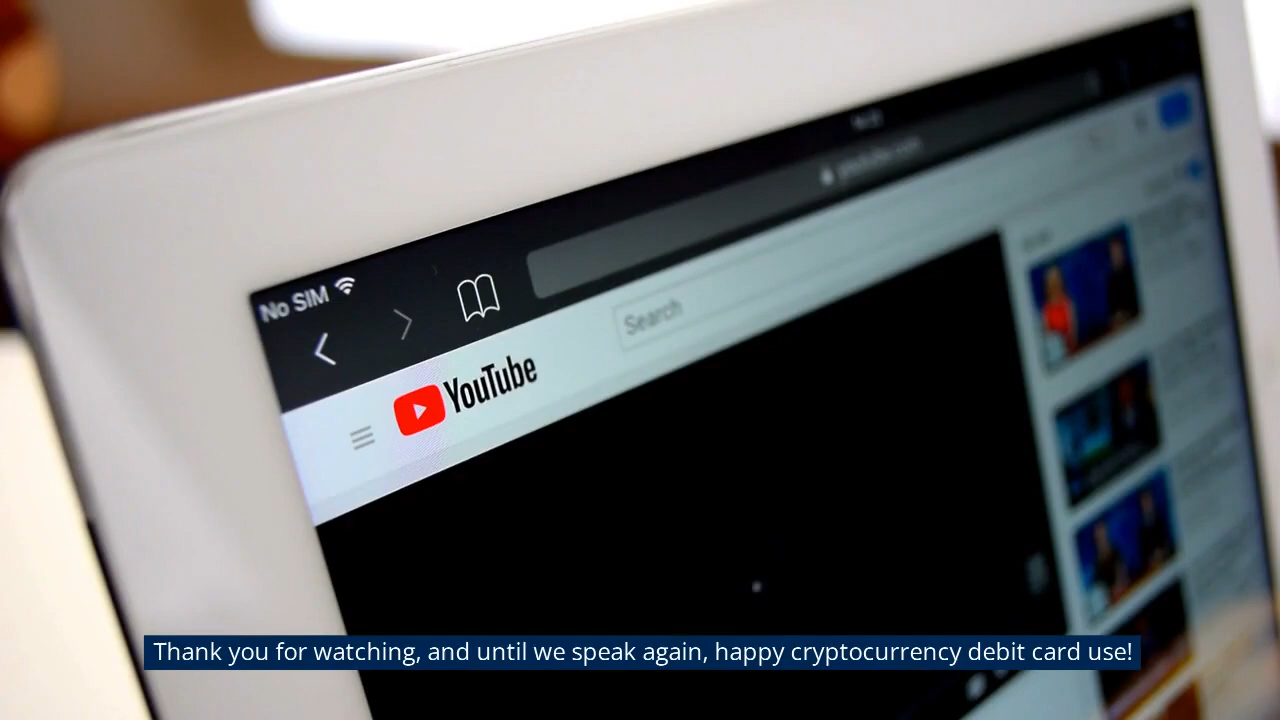 No SIM
Search
YouTube
Thank you for watching, and until we speak again, happy cryptocurrency debit card use!